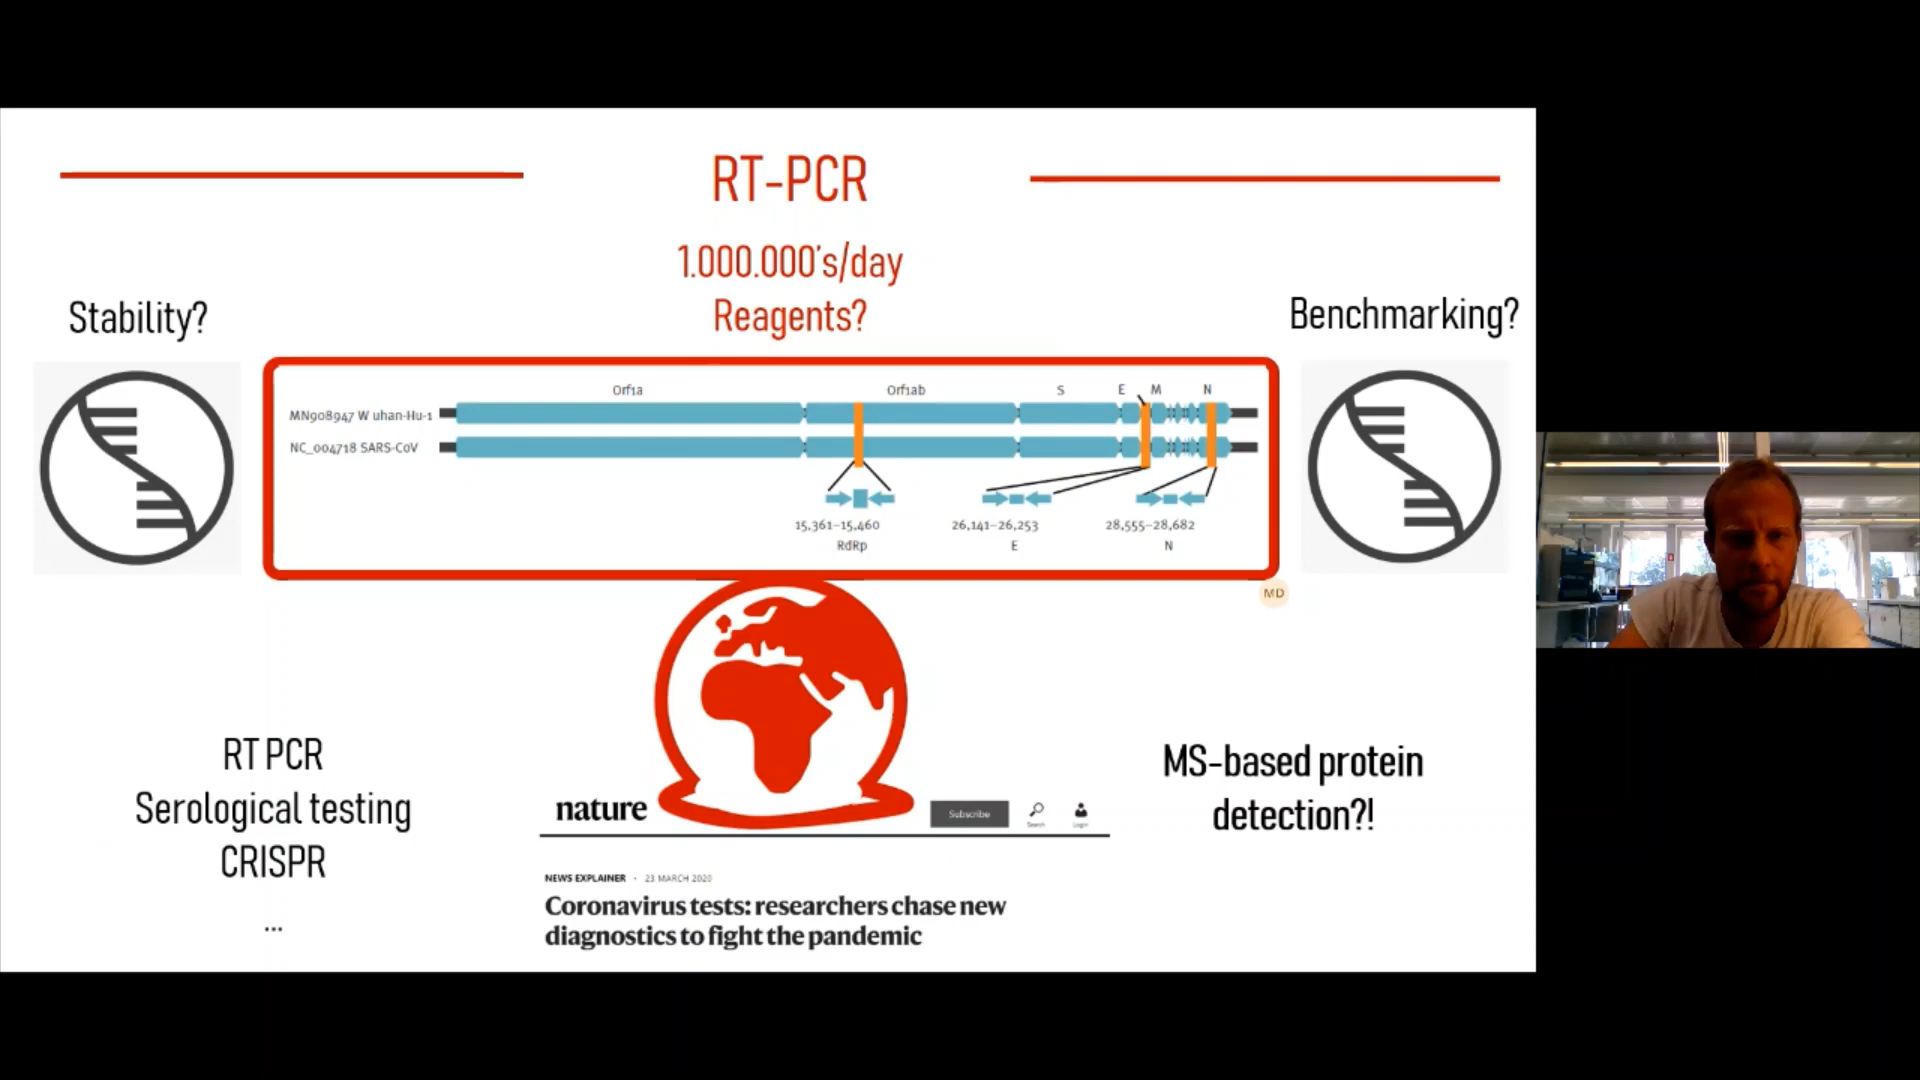 RT-PCR
1.000.000's/day
Reagents?
Stability?
Benchmarking?
Orf1a
Orf1ab
S
E
M
N
MN908947 W uhan-Hu-1
NC_004718 SARS-CoV
15,361–15,460
26,141–26,253
28,555–28,682
RdRp
E
N
MD
RT PCR
Serological testing
CRISPR
...
MS-based protein
detection?!
nature
Subscribe
Search
Login
NEWS EXPLAINER · 23 MARCH 2020
Coronavirus tests: researchers chase new
diagnostics to fight the pandemic